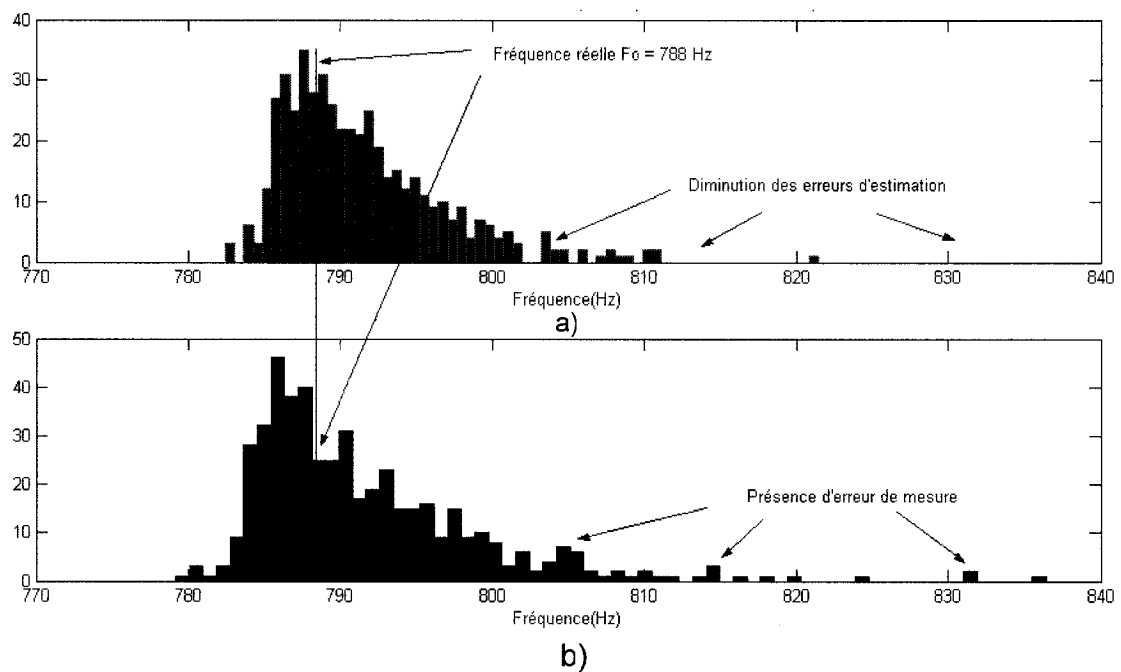 40
30
20
10
0
Fréquence réelle Fo = 788 Hz
Diminution des erreurs d'estimation
770 780 790 800 810 820 830 840
Fréquence(Hz)
a)
50
40
30
20
10
0
Présence d'erreur de mesure
770 780 790 800 810 820 830 840
Fréquence(Hz)
b)